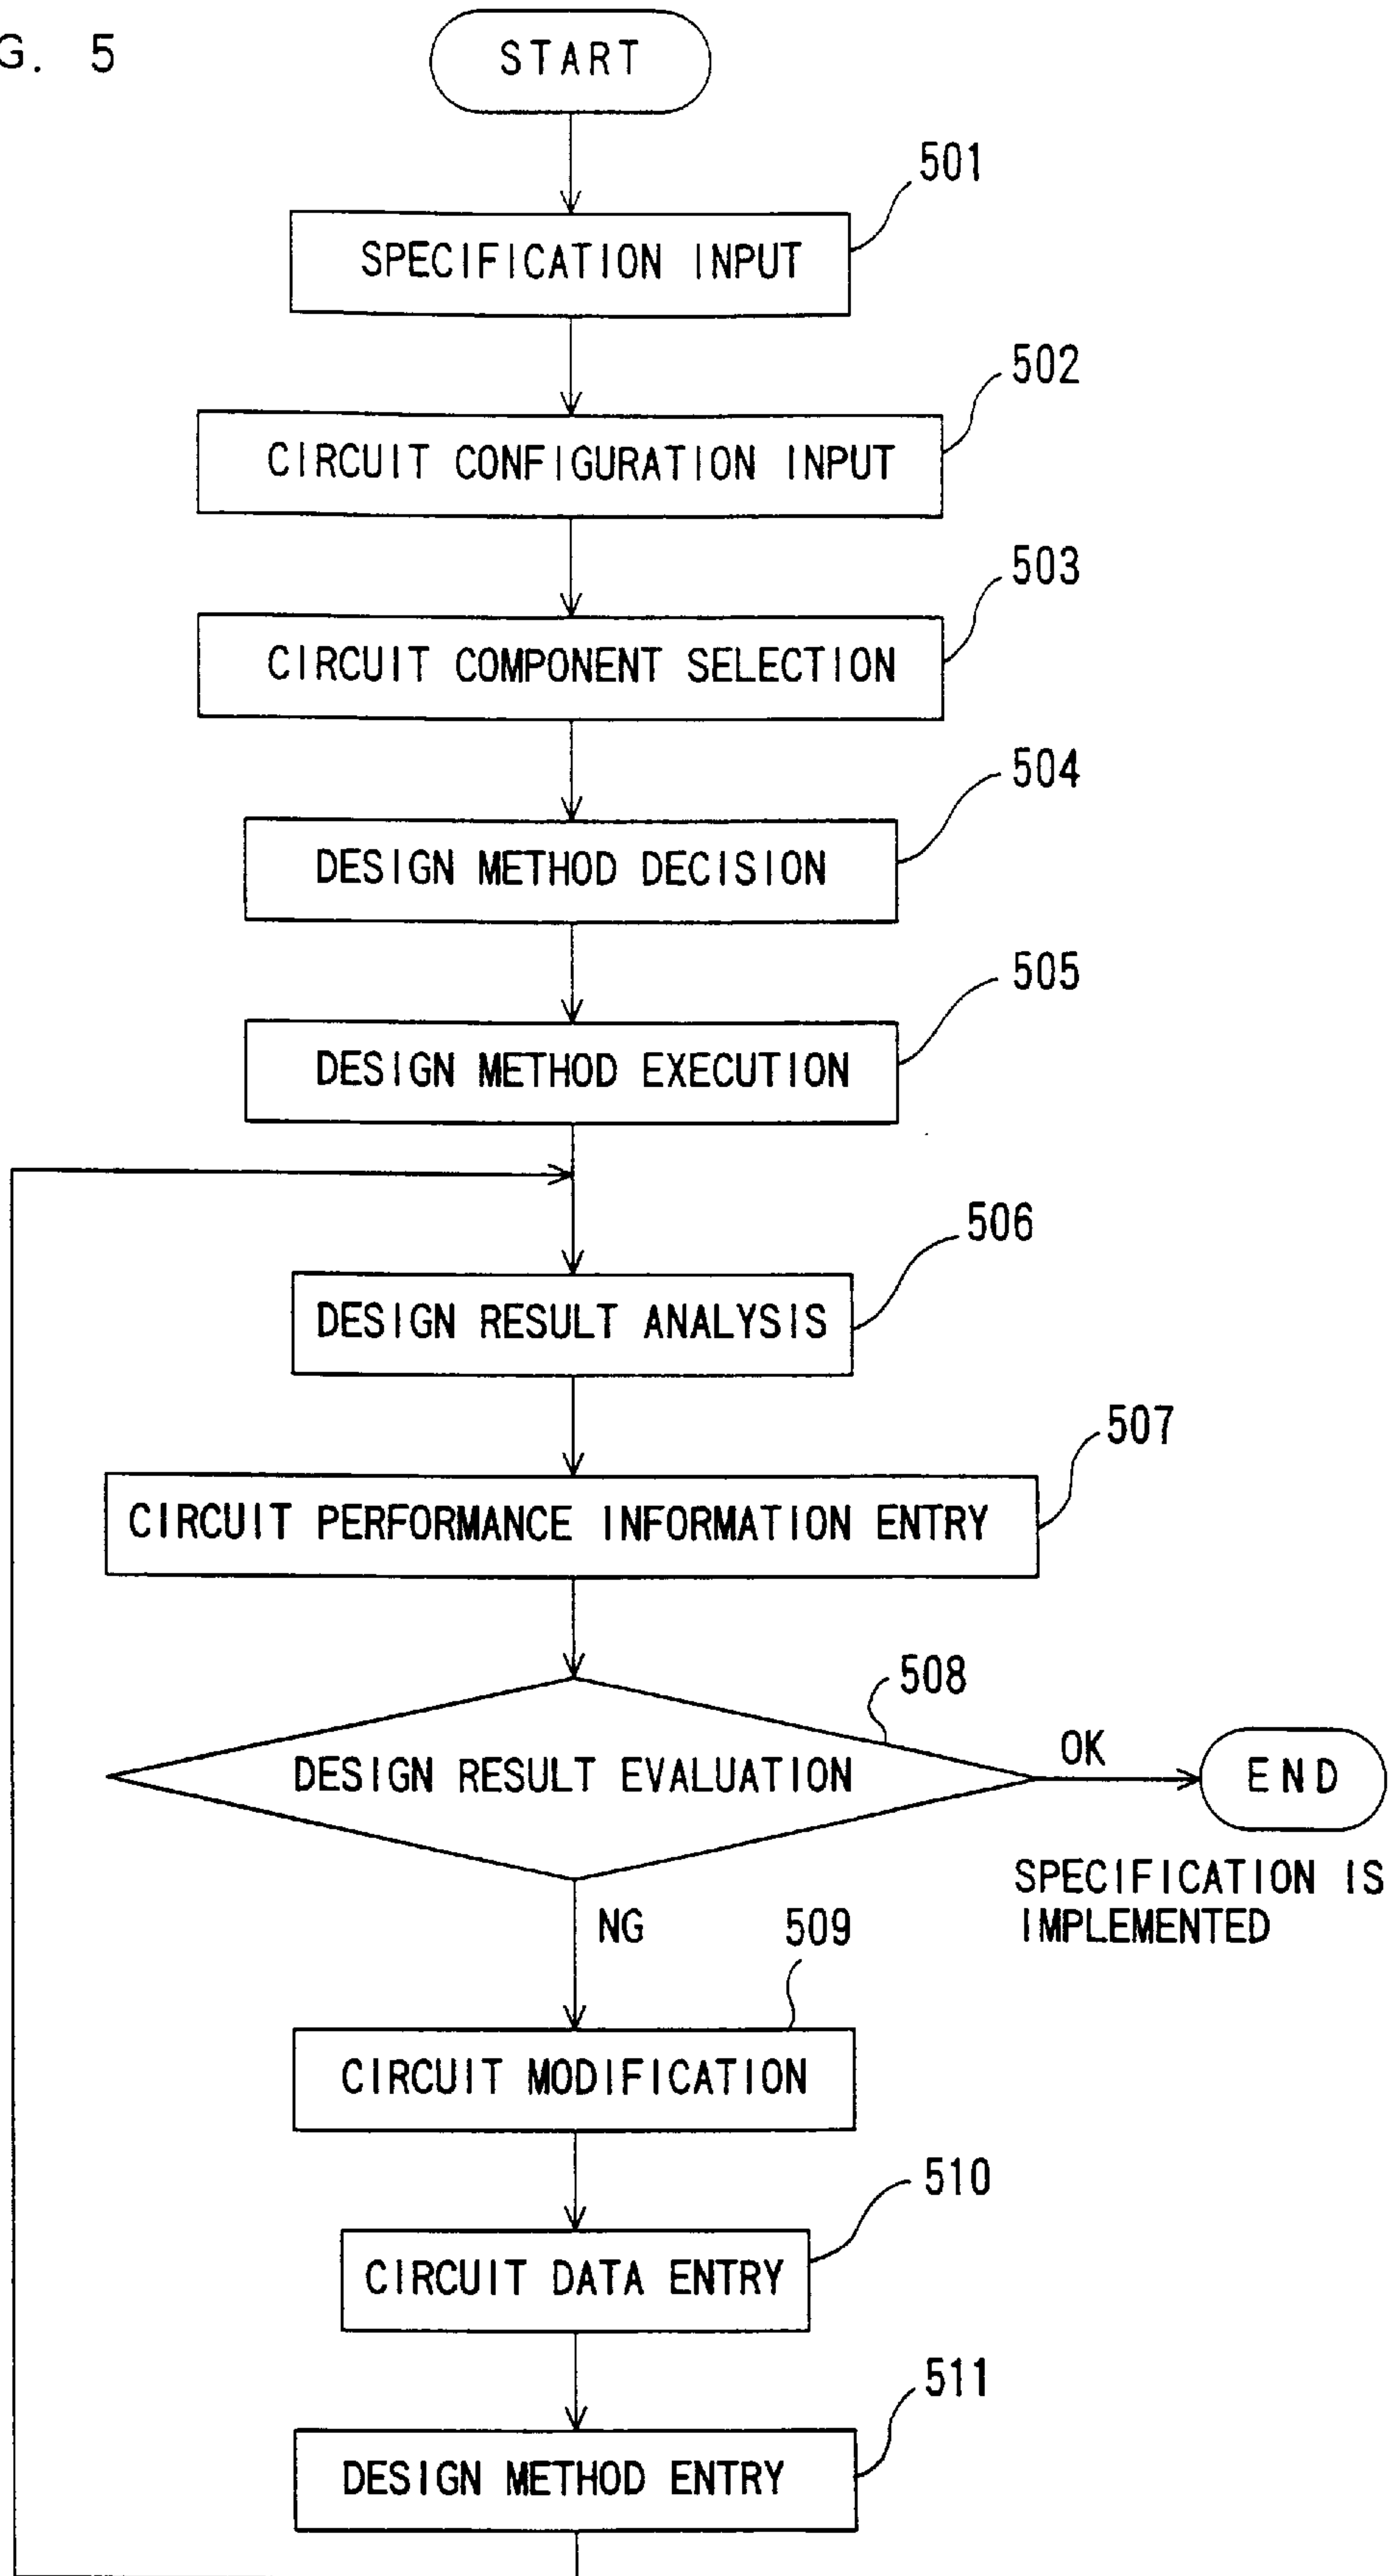 G. 5
START
501
SPECIFICATION INPUT
502
CIRCUIT CONFIGURATION INPUT
503
CIRCUIT COMPONENT SELECTION
504
DESIGN METHOD DECISION
505
DESIGN METHOD EXECUTION
506
DESIGN RESULT ANALYSIS
507
CIRCUIT PERFORMANCE INFORMATION ENTRY
508
DESIGN RESULT EVALUATION
OK
END
SPECIFICATION IS
IMPLEMENTED
NG
509
CIRCUIT MODIFICATION
510
CIRCUIT DATA ENTRY
511
DESIGN METHOD ENTRY